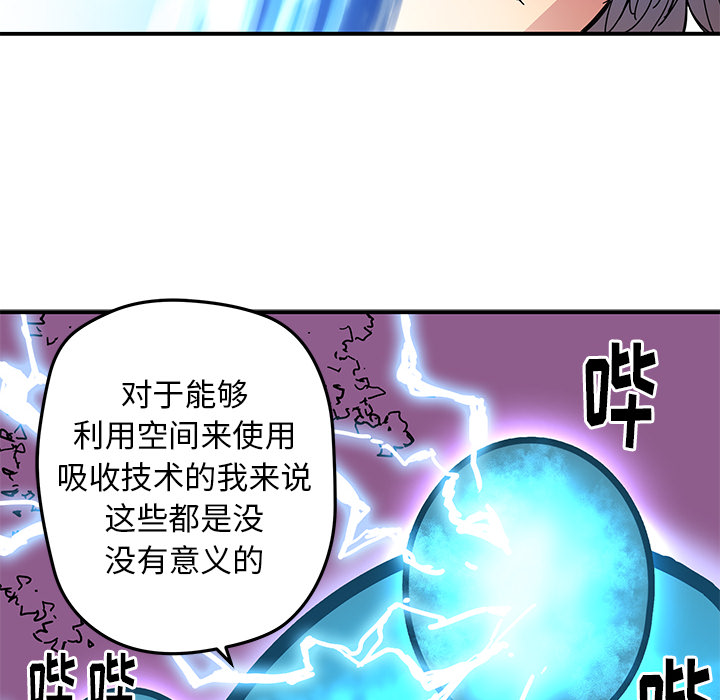 哔
对于能够
利用空间来使用
吸收技术的我来说
这些都是没
没有意义的
哔哔
哔